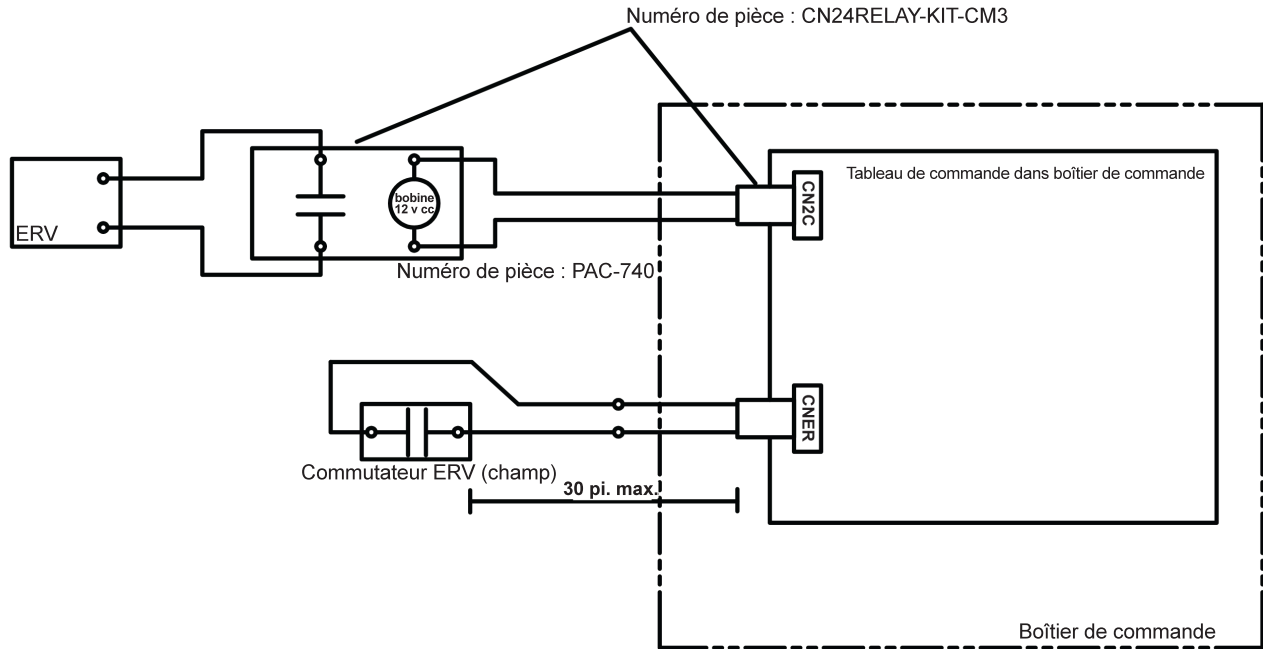 Numéro de pièce : CN24RELAY-KIT-CM3
Tableau de commande dans boîtier de commande
CN2C
bobine
12 v cc
ERV
Numéro de pièce : PAC-740
CNER
Commutateur ERV (champ)
30 pi. max.
Boîtier de commande